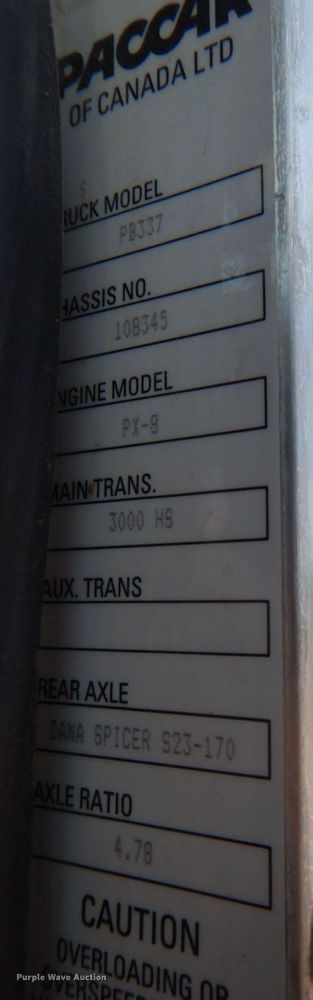 PACCAR
OF CANADA LTD
RUCK MODEL
PB337
HASSIS NO.
108345
NGINE MODEL
PX-8
MAIN TRANS.
3000 HS
AUX. TRANS
REAR AXLE
DANA SPICER S23-170
AXLE RATIO
4.78
CAUTION
OVERLOADING OR
Purple Wave Auction